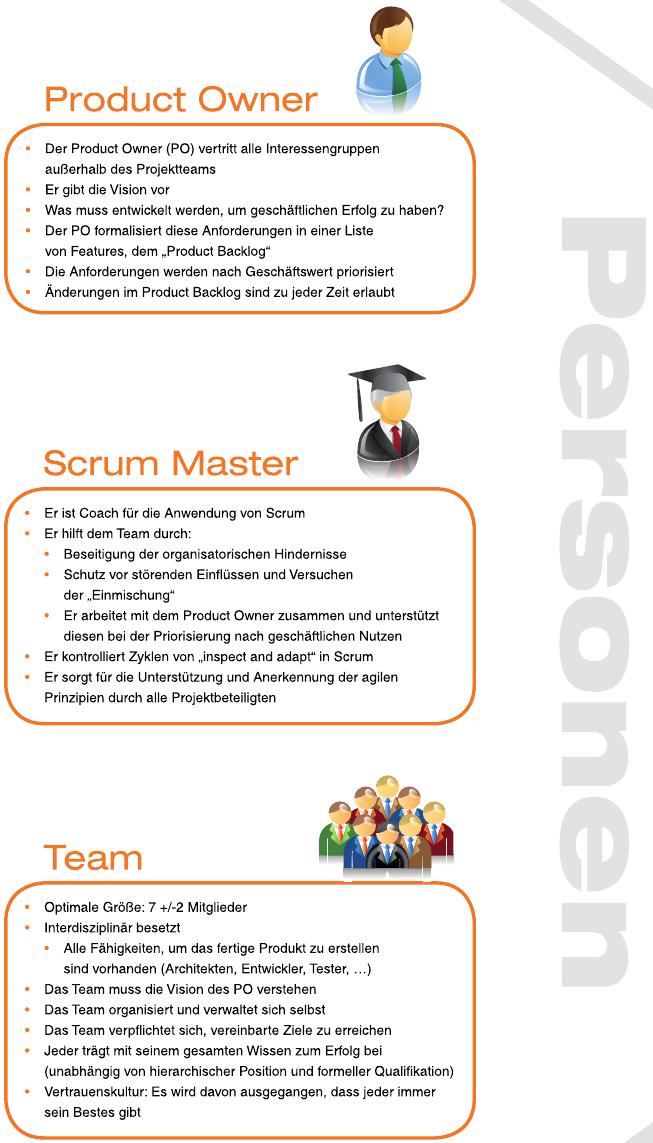 Product Owner
• Der Product Owner (PO) vertritt alle Interessengruppen
außerhalb des Projektteams
• Er gibt die Vision vor
• Was muss entwickelt werden, um geschäftlichen Erfolg zu haben?
• Der PO formalisiert diese Anforderungen in einer Liste
von Features, dem „Product Backlog“
• Die Anforderungen werden nach Geschäftswert priorisiert
• Änderungen im Product Backlog sind zu jeder Zeit erlaubt
Scrum Master
• Er ist Coach für die Anwendung von Scrum
• Er hilft dem Team durch:
• Beseitigung der organisatorischen Hindernisse
• Schutz vor störenden Einflüssen und Versuchen
der „Einmischung“
• Er arbeitet mit dem Product Owner zusammen und unterstützt
diesen bei der Priorisierung nach geschäftlichen Nutzen
• Er kontrolliert Zyklen von „inspect and adapt“ in Scrum
• Er sorgt für die Unterstützung und Anerkennung der agilen
Prinzipien durch alle Projektbeteiligten
Team
• Optimale Größe: 7 +/-2 Mitglieder
• Interdisziplinär besetzt
• Alle Fähigkeiten, um das fertige Produkt zu erstellen
sind vorhanden (Architekten, Entwickler, Tester, …)
• Das Team muss die Vision des PO verstehen
• Das Team organisiert und verwaltet sich selbst
• Das Team verpflichtet sich, vereinbarte Ziele zu erreichen
• Jeder trägt mit seinem gesamten Wissen zum Erfolg bei
(unabhängig von hierarchischer Position und formeller Qualifikation)
• Vertrauenskultur: Es wird davon ausgegangen, dass jeder immer
sein Bestes gibt
Personen